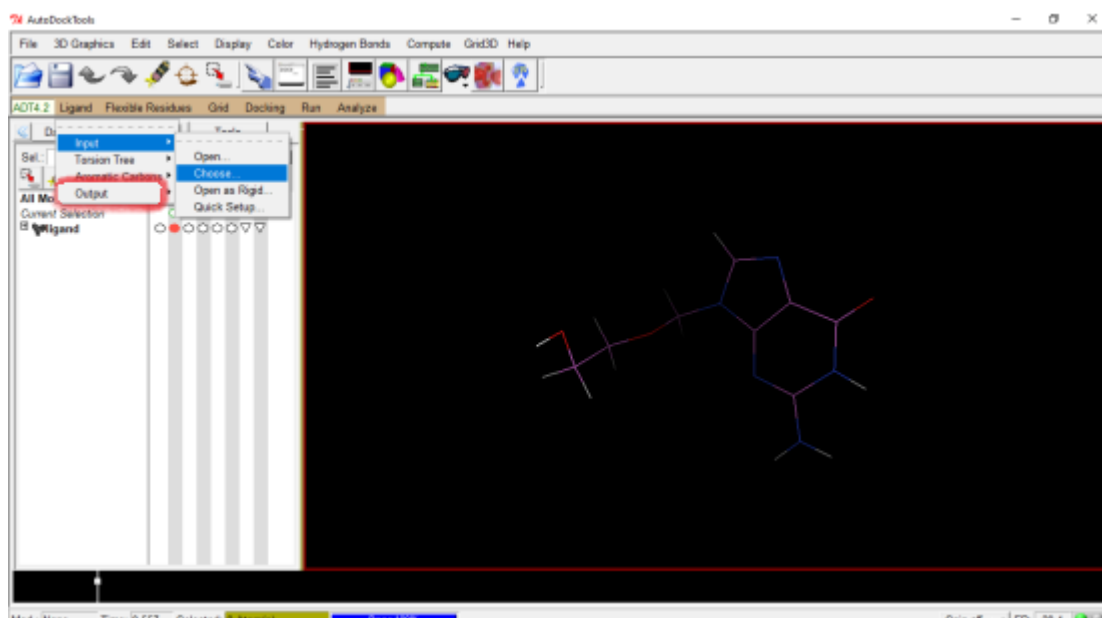 AutoDockTools
File 3D Graphics Edit Select Display Color Hydrogen Bonds Compute Grid3D Help
ADT4.2 Ligand Flexible Residues Grid Docking Run Analyze
Tools
Sel.:
Input
Torsion Tree
Aromatic Carbons
Output
Open...
Choose...
Open as Rigid...
Quick Setup...
All Mo
Current Selection
ligand